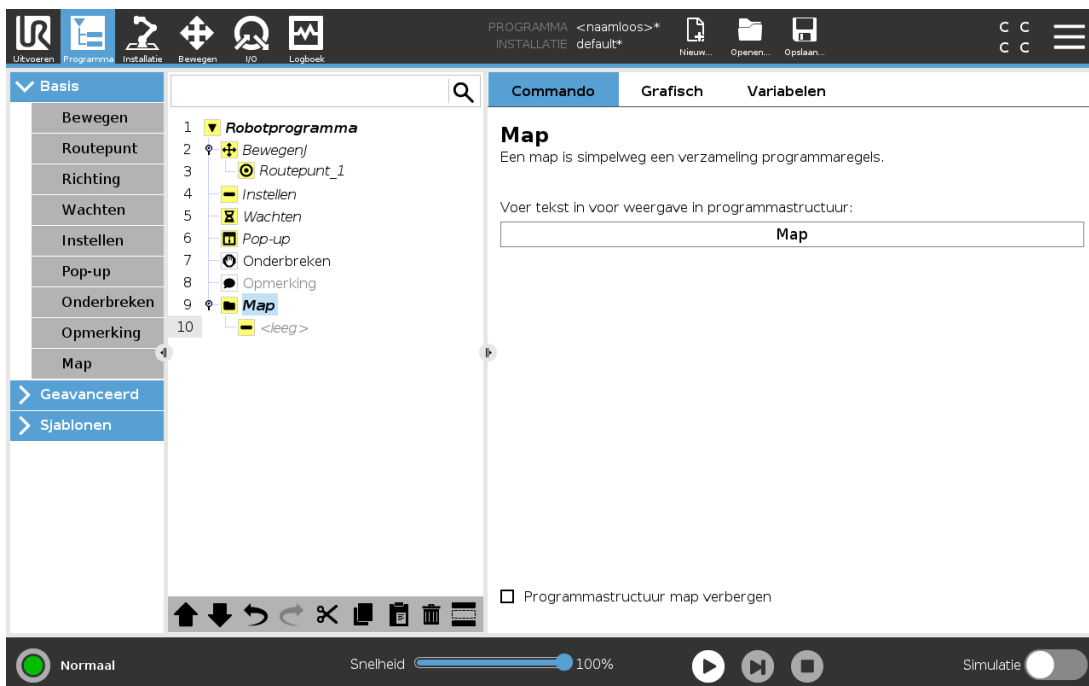 UR
Uitvoeren
Programma
Installatie
Bewegen
I/O
Logboek
PROGRAMMA <naamloos>*
INSTALLATIE default*
Nieuw...
Openen...
Opslaan...
C C
C C
Basis
Bewegen
Routepunt
Richting
Wachten
Instellen
Pop-up
Onderbreken
Opmerking
Map
Geavanceerd
Sjablonen
1 Robotprogramma
2 BewegenJ
3 Routepunt_1
4 Instellen
5 Wachten
6 Pop-up
7 Onderbreken
8 Opmerking
9 Map
10 <leeg>
Commando Grafisch Variabelen
Map
Een map is simpelweg een verzameling programmaregels.
Voer tekst in voor weergave in programmastructuur:
Map
Programmastructuur map verbergen
Normaal
Snelheid 100%
Simulatie